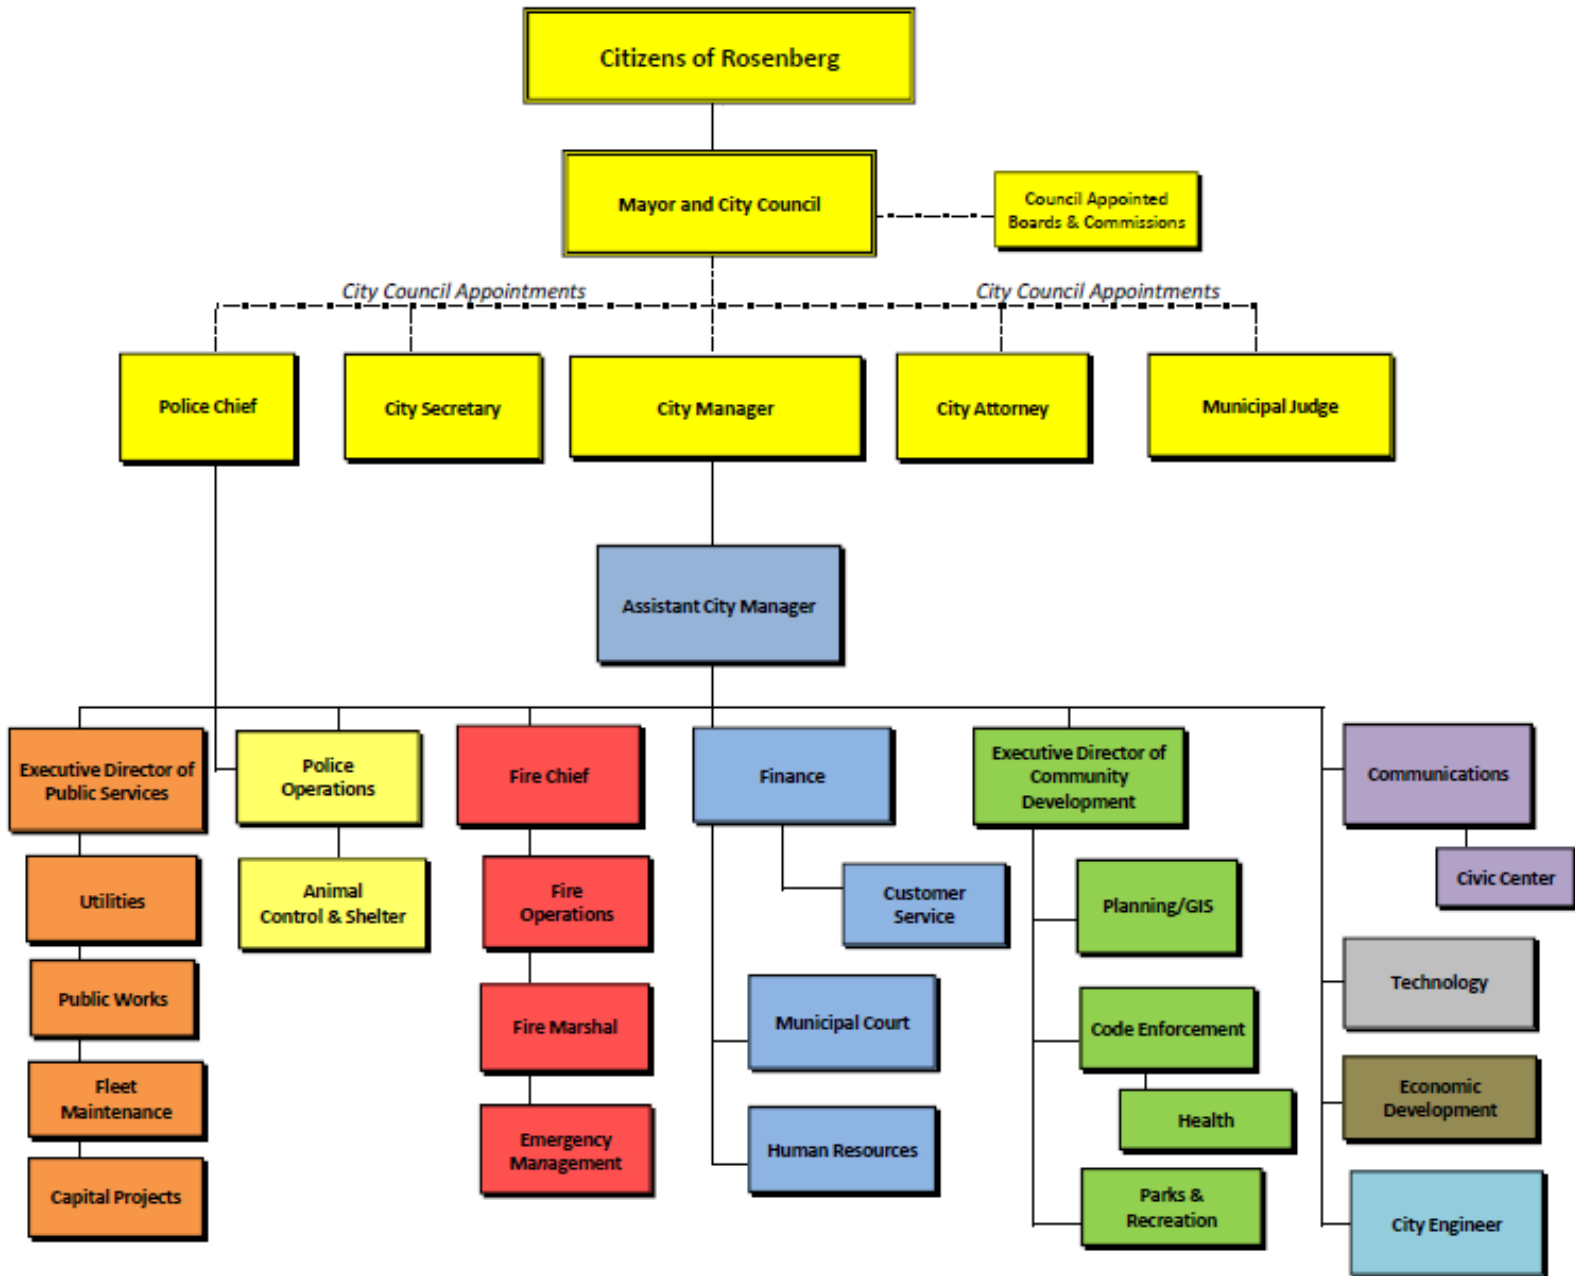 Citizens of Rosenberg
Mayor and City Council
Council Appointed
Boards & Commissions
City Council Appointments
City Council Appointments
Police Chief
City Secretary
City Manager
City Attorney
Municipal Judge
Assistant City Manager
Executive Director of
Public Services
Police
Operations
Fire Chief
Finance
Executive Director of
Community
Development
Communications
Utilities
Animal
Control & Shelter
Fire
Operations
Customer
Service
Planning/GIS
Civic Center
Public Works
Fire Marshal
Municipal Court
Code Enforcement
Technology
Fleet
Maintenance
Health
Economic
Development
Emergency
Management
Human Resources
Capital Projects
Parks &
Recreation
City Engineer